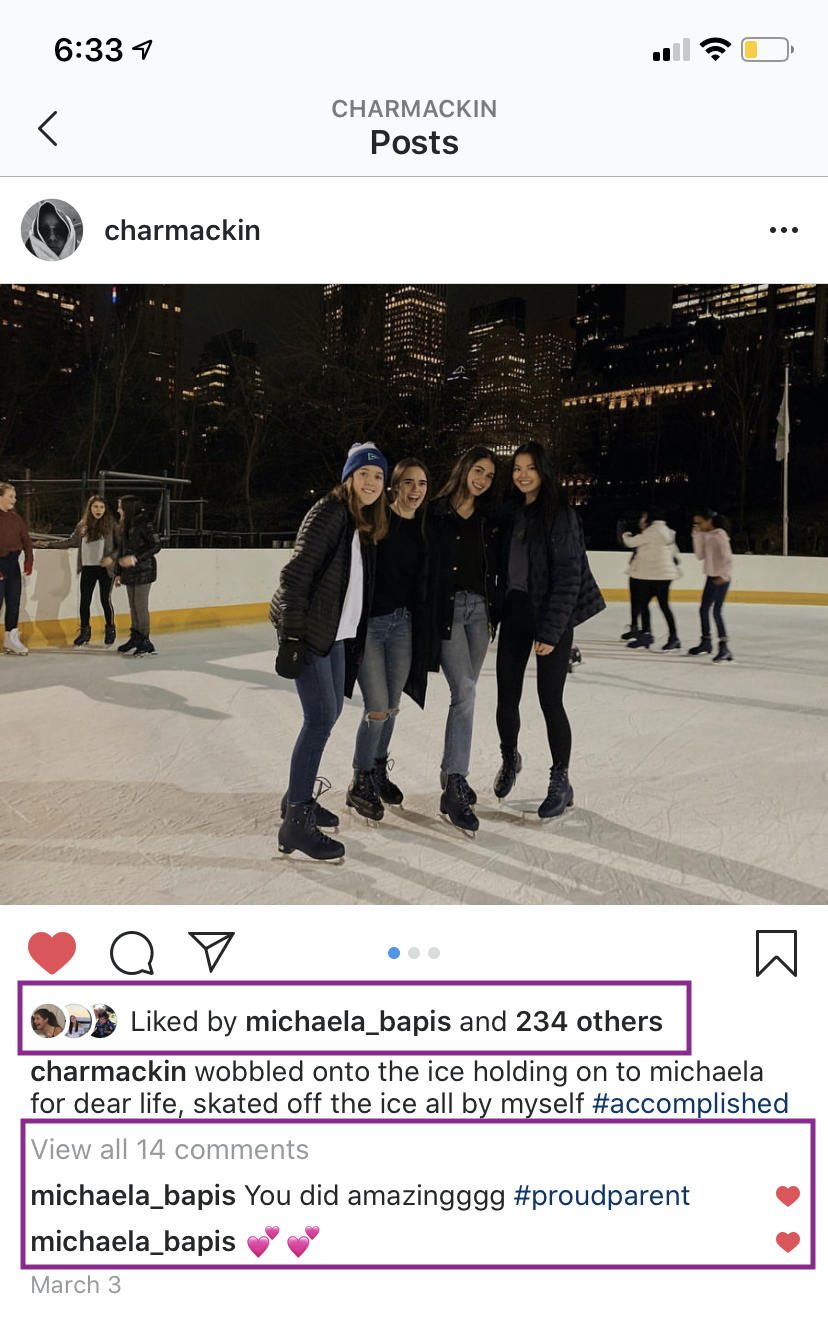 6:33
CHARMACKIN
Posts
charmackin
Liked by michaela_bapis and 234 others
charmackin wobbled onto the ice holding on to michaela
for dear life, skated off the ice all by myself #accomplished
View all 14 comments
michaela_bapis You did amazingggg #proudparent
michaela_bapis 💕 💕
March 3